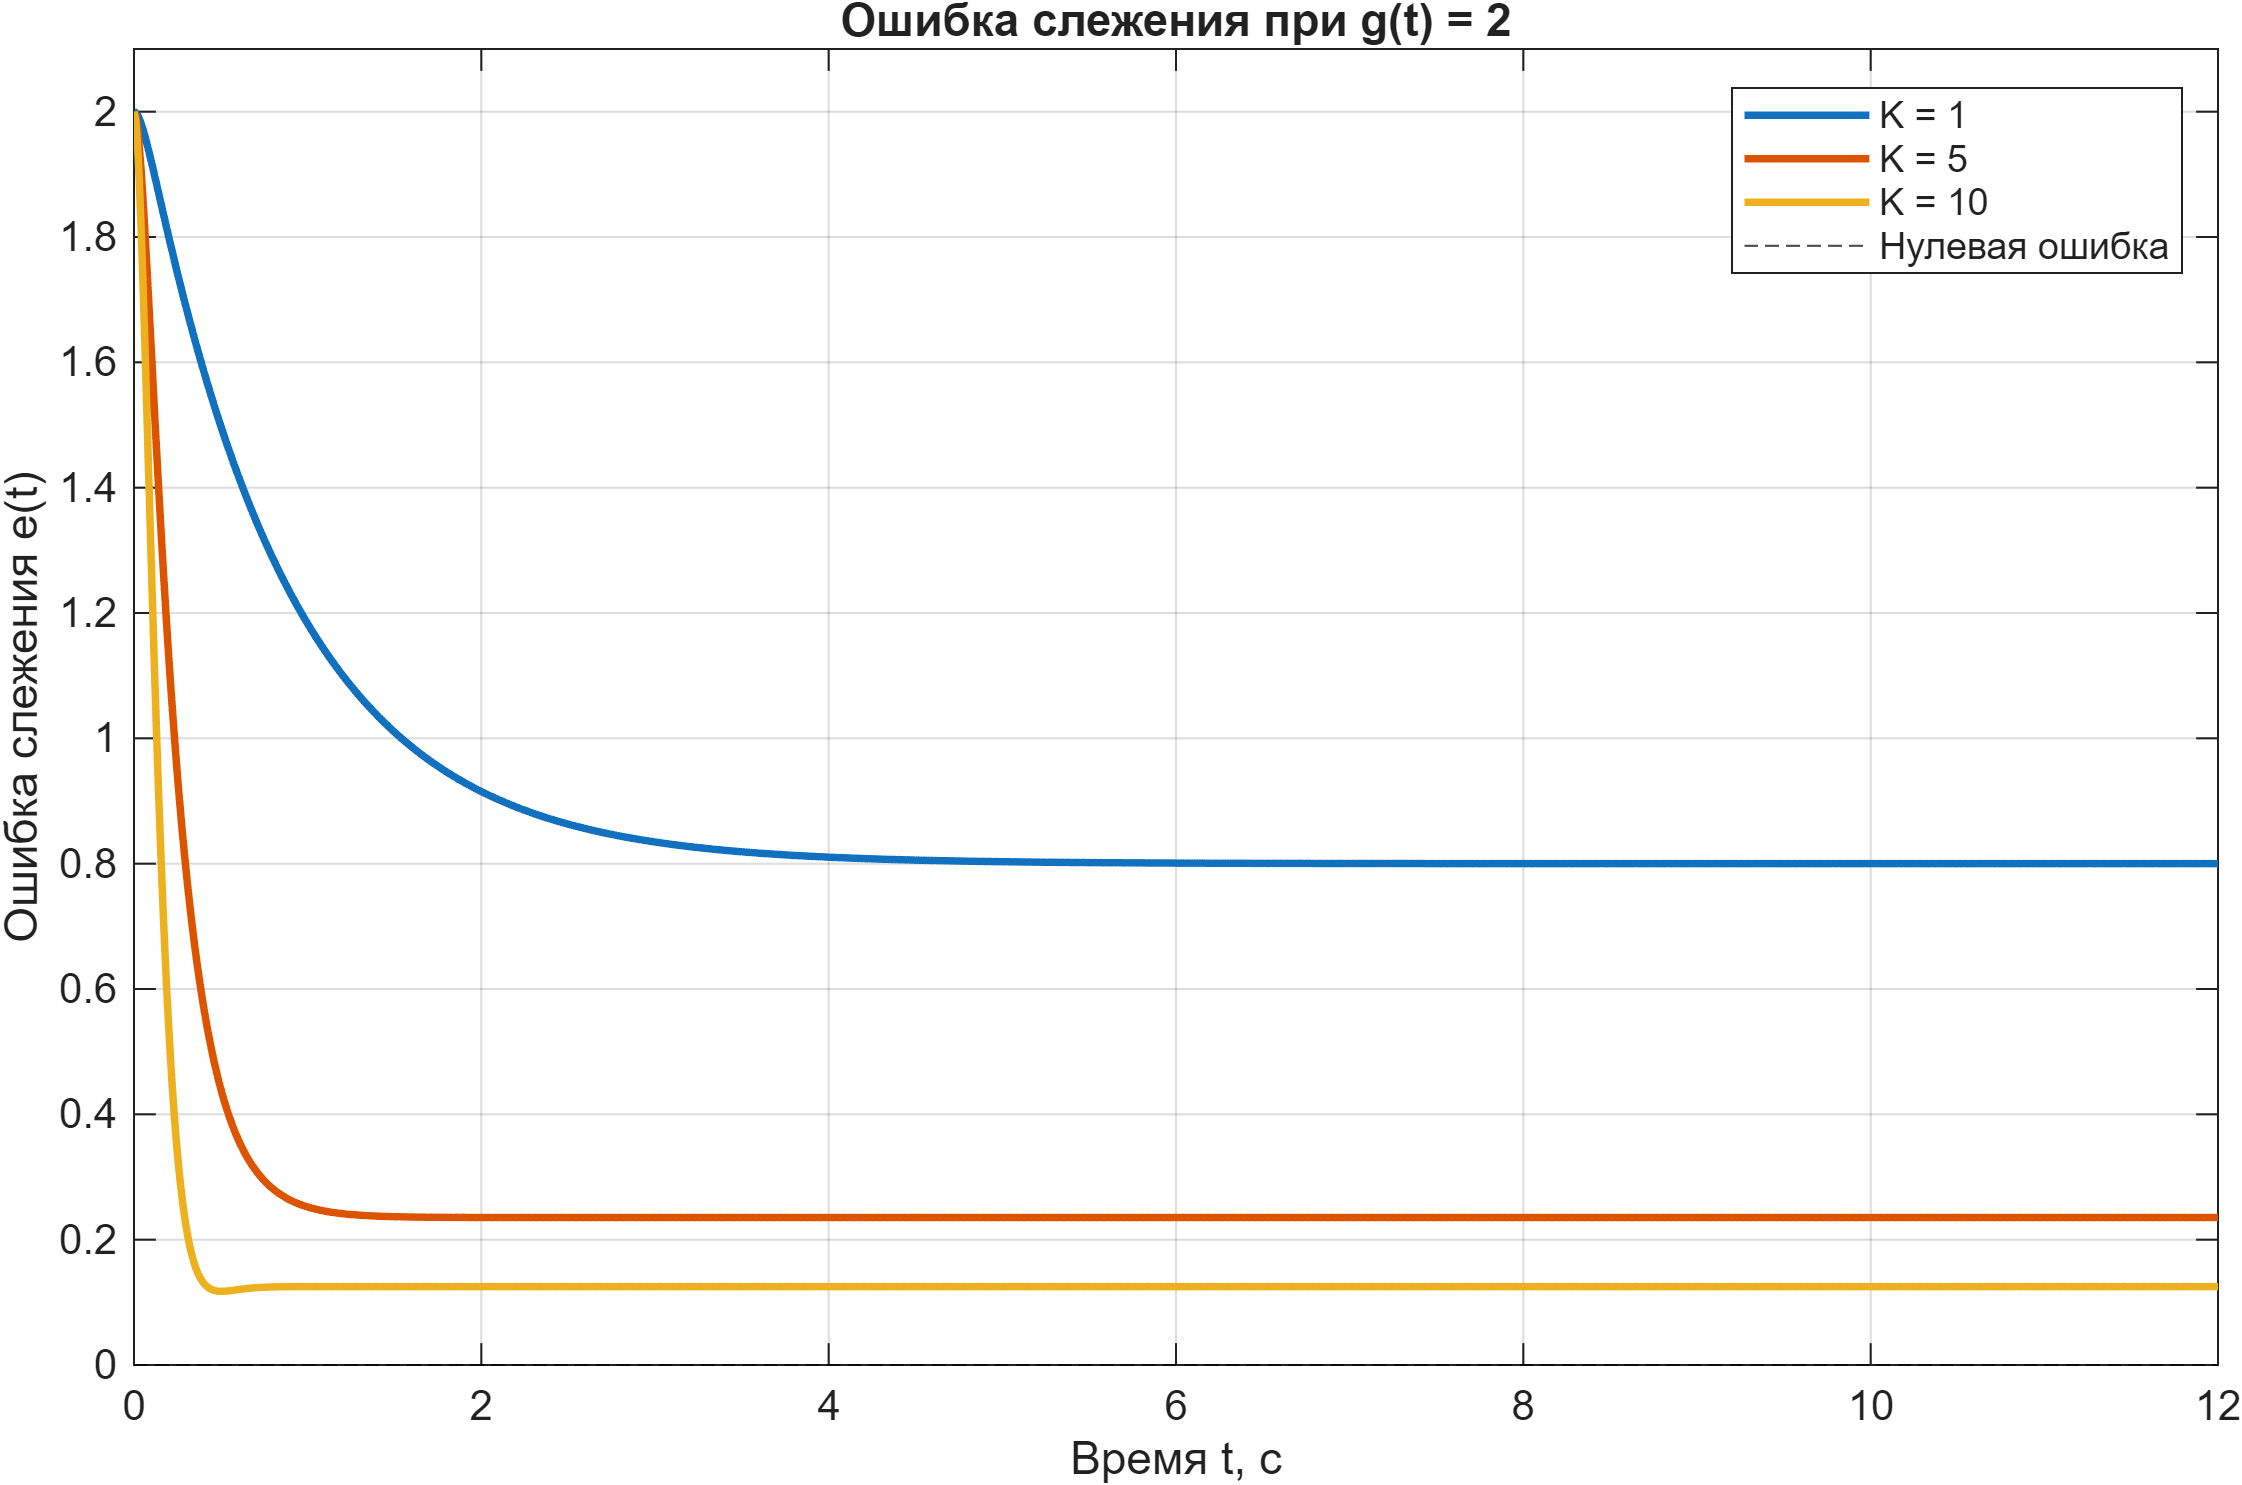 Ошибка слежения при g(t) = 2
K = 1
K = 5
K = 10
Нулевая ошибка
Ошибка слежения e(t)
2
1.8
1.6
1.4
1.2
1
0.8
0.6
0.4
0.2
0
0 2 4 6 8 10 12
Время t, с